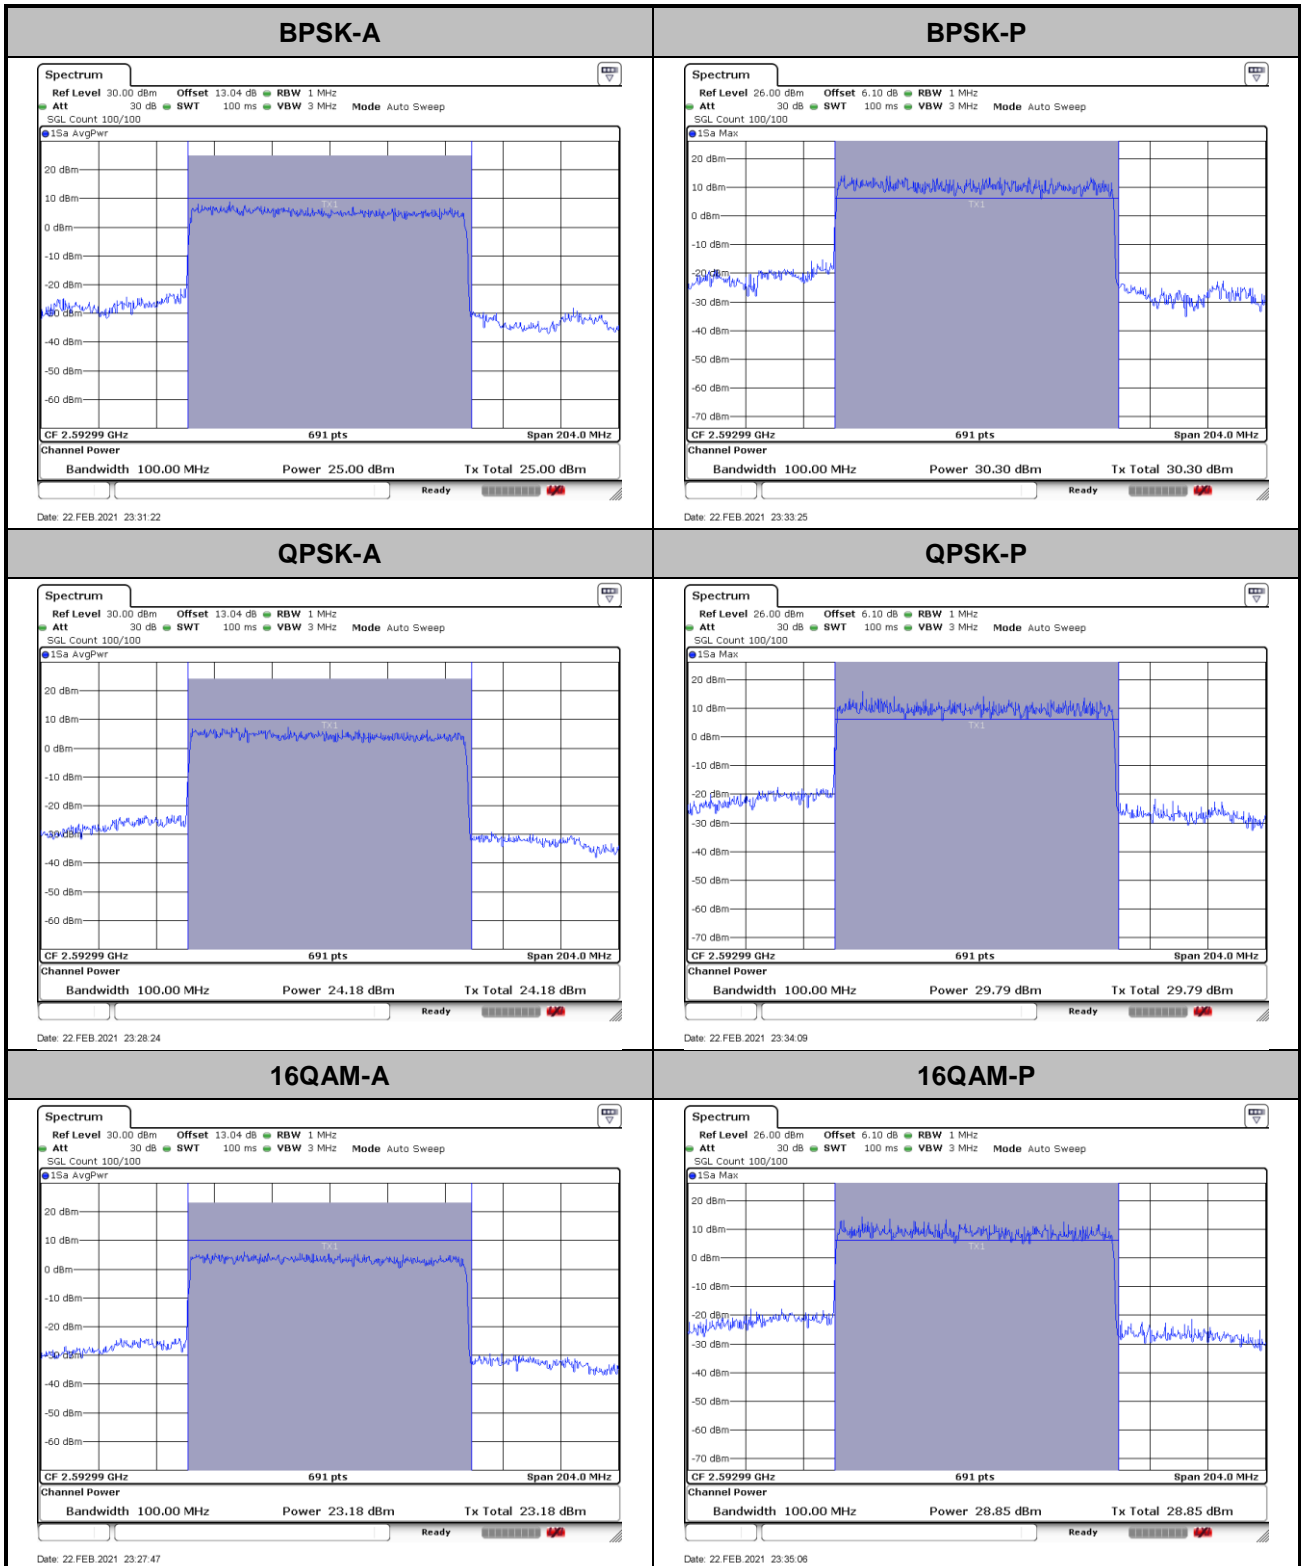 BPSK-A
BPSK-P
Spectrum
Ref Level 30.00 dBm Offset 13.04 dB RBW 1 MHz
Att 30 dB SWT 100 ms VBW 3 MHz Mode Auto Sweep
SGL Count 100/100
1Sa AvgPwr
20 dBm
10 dBm
TX1
0 dBm
-10 dBm
-20 dBm
-30 dBm
-40 dBm
-50 dBm
-60 dBm
CF 2.59299 GHz 691 pts Span 204.0 MHz
Channel Power
Bandwidth 100.00 MHz Power 25.00 dBm Tx Total 25.00 dBm
Ready
Date: 22.FEB.2021 23:31:22
Spectrum
Ref Level 26.00 dBm Offset 6.10 dB RBW 1 MHz
Att 30 dB SWT 100 ms VBW 3 MHz Mode Auto Sweep
SGL Count 100/100
1Sa Max
20 dBm
10 dBm
TX1
0 dBm
-10 dBm
-20 dBm
-30 dBm
-40 dBm
-50 dBm
-60 dBm
-70 dBm
CF 2.59299 GHz 691 pts Span 204.0 MHz
Channel Power
Bandwidth 100.00 MHz Power 30.30 dBm Tx Total 30.30 dBm
Ready
Date: 22.FEB.2021 23:33:25
QPSK-A
QPSK-P
Spectrum
Ref Level 30.00 dBm Offset 13.04 dB RBW 1 MHz
Att 30 dB SWT 100 ms VBW 3 MHz Mode Auto Sweep
SGL Count 100/100
1Sa AvgPwr
20 dBm
10 dBm
TX1
0 dBm
-10 dBm
-20 dBm
-30 dBm
-40 dBm
-50 dBm
-60 dBm
CF 2.59299 GHz 691 pts Span 204.0 MHz
Channel Power
Bandwidth 100.00 MHz Power 24.18 dBm Tx Total 24.18 dBm
Ready
Date: 22.FEB.2021 23:28:24
Spectrum
Ref Level 26.00 dBm Offset 6.10 dB RBW 1 MHz
Att 30 dB SWT 100 ms VBW 3 MHz Mode Auto Sweep
SGL Count 100/100
1Sa Max
20 dBm
10 dBm
TX1
0 dBm
-10 dBm
-20 dBm
-30 dBm
-40 dBm
-50 dBm
-60 dBm
-70 dBm
CF 2.59299 GHz 691 pts Span 204.0 MHz
Channel Power
Bandwidth 100.00 MHz Power 29.79 dBm Tx Total 29.79 dBm
Ready
Date: 22.FEB.2021 23:34:09
16QAM-A
16QAM-P
Spectrum
Ref Level 30.00 dBm Offset 13.04 dB RBW 1 MHz
Att 30 dB SWT 100 ms VBW 3 MHz Mode Auto Sweep
SGL Count 100/100
1Sa AvgPwr
20 dBm
10 dBm
TX1
0 dBm
-10 dBm
-20 dBm
-30 dBm
-40 dBm
-50 dBm
-60 dBm
CF 2.59299 GHz 691 pts Span 204.0 MHz
Channel Power
Bandwidth 100.00 MHz Power 23.18 dBm Tx Total 23.18 dBm
Ready
Date: 22.FEB.2021 23:27:47
Spectrum
Ref Level 26.00 dBm Offset 6.10 dB RBW 1 MHz
Att 30 dB SWT 100 ms VBW 3 MHz Mode Auto Sweep
SGL Count 100/100
1Sa Max
20 dBm
10 dBm
TX1
0 dBm
-10 dBm
-20 dBm
-30 dBm
-40 dBm
-50 dBm
-60 dBm
-70 dBm
CF 2.59299 GHz 691 pts Span 204.0 MHz
Channel Power
Bandwidth 100.00 MHz Power 28.85 dBm Tx Total 28.85 dBm
Ready
Date: 22.FEB.2021 23:35:06